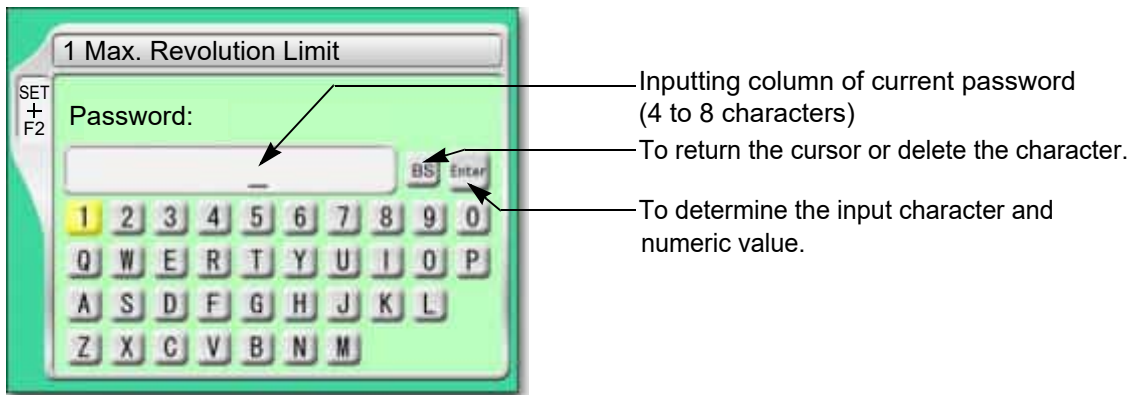 1 Max. Revolution Limit
SET
+
F2
Password:
Inputting column of current password
(4 to 8 characters)
To return the cursor or delete the character.
BS Enter
To determine the input character and
numeric value.
1 2 3 4 5 6 7 8 9 0
Q W E R T Y U I O P
A S D F G H J K L
Z X C V B N M